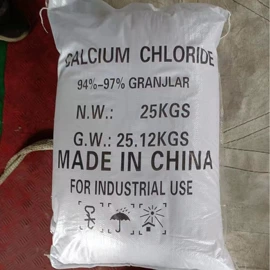 CALCIUM CHLORIDE
94%-97% GRANJLAR
N.W.: 25KGS
G.W.: 25.12KGS
MADE IN CHINA
FOR INDUSTRIAL USE